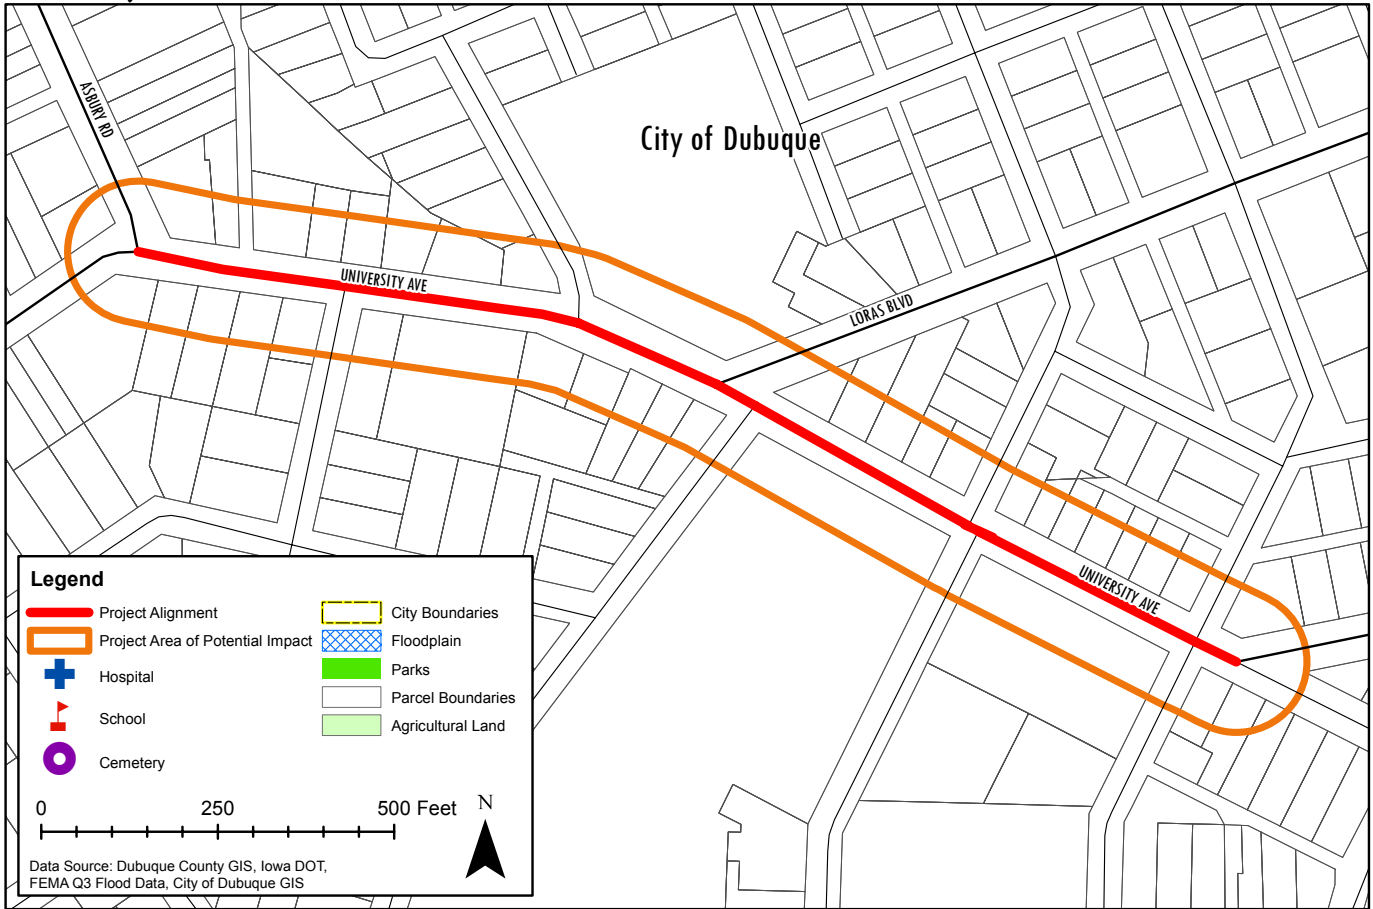 ASBURY RD
City of Dubuque
UNIVERSITY AVE
LORAS BLVD
UNIVERSITY AVE
Legend
Project Alignment
Project Area of Potential Impact
Hospital
School
Cemetery
City Boundaries
Floodplain
Parks
Parcel Boundaries
Agricultural Land
0 250 500 Feet
N
Data Source: Dubuque County GIS, Iowa DOT,
FEMA Q3 Flood Data, City of Dubuque GIS